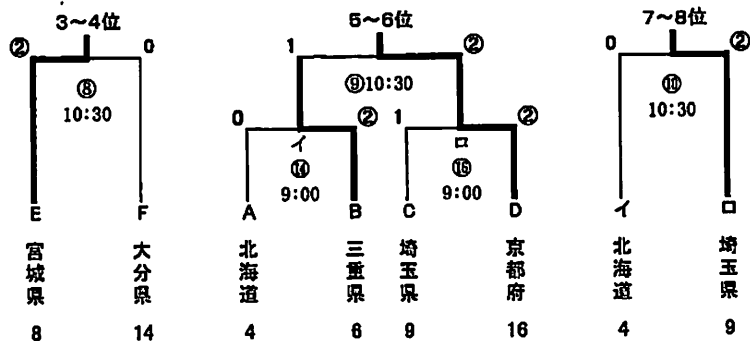 3～4位 5～6位 7～8位
② 0 1 ② 0 ②
⑧ ⑨10:30 ⑩
10:30 10:30
0 ② 1 ②
イ ロ
⑭ ⑮
9:00 9:00
E F A B C D イ ロ
宮城県 大分県 北海道 三重県 埼玉県 京都府 北海道 埼玉県
8 14 4 6 9 16 4 9